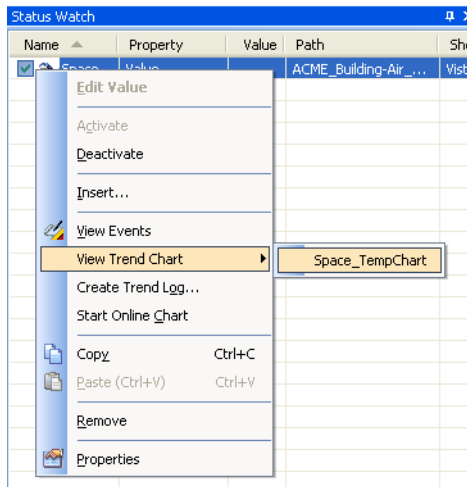 Status Watch
Name Property Value Path Sh
Space Value ACME_Building-Air_... Vist
Edit Value
Activate
Deactivate
Insert...
View Events
View Trend Chart Space_TempChart
Create Trend Log...
Start Online Chart
Copy Ctrl+C
Paste (Ctrl+V) Ctrl+V
Remove
Properties